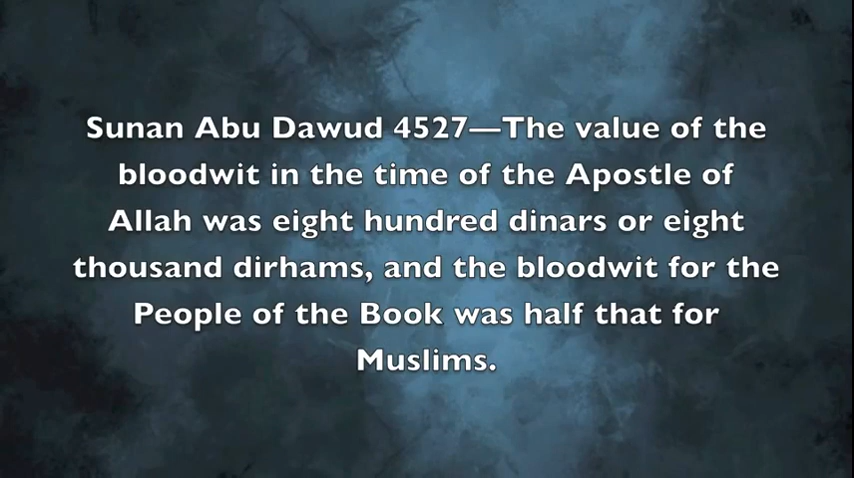 Sunan Abu Dawud 4527—The value of the
bloodwit in the time of the Apostle of
Allah was eight hundred dinars or eight
thousand dirhams, and the bloodwit for the
People of the Book was half that for
Muslims.